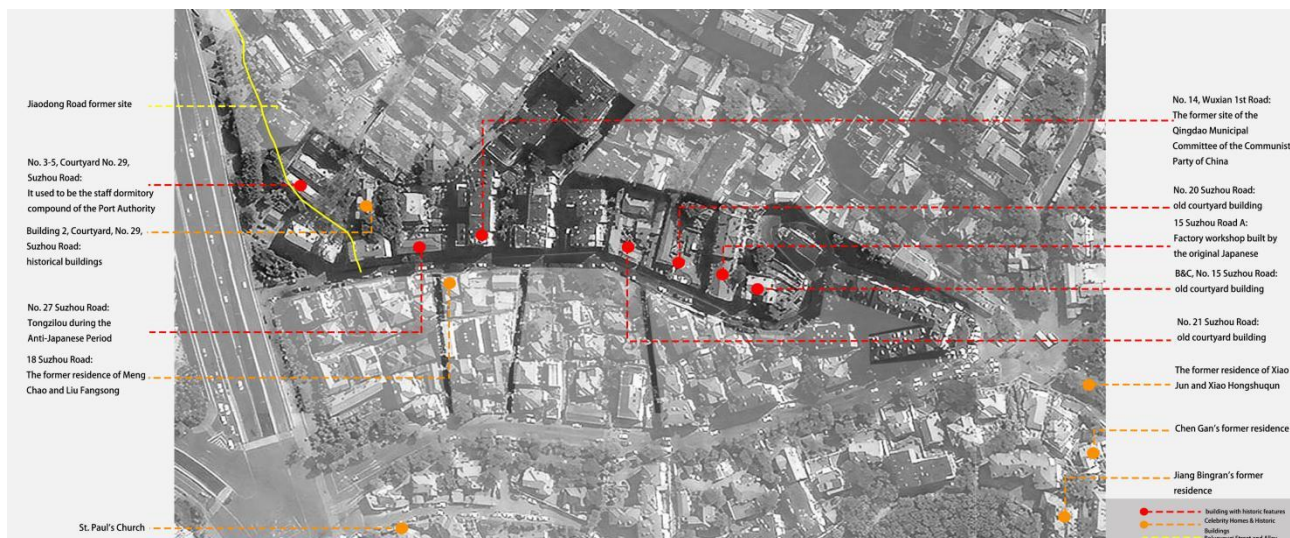 Jiaodong Road former site
No. 3-5, Courtyard No. 29,
Suzhou Road:
It used to be the staff dormitory
compound of the Port Authority
Building 2, Courtyard, No. 29,
Suzhou Road:
historical buildings
No. 27 Suzhou Road:
Tongzilou during the
Anti-Japanese Period
18 Suzhou Road:
The former residence of Meng
Chao and Liu Fangsong
St. Paul's Church
No. 14, Wuxian 1st Road:
The former site of the
Qingdao Municipal
Committee of the Communist
Party of China
No. 20 Suzhou Road:
old courtyard building
15 Suzhou Road A:
Factory workshop built by
the original Japanese
B&C, No. 15 Suzhou Road:
old courtyard building
No. 21 Suzhou Road:
old courtyard building
The former residence of Xiao
Jun and Xiao Hongshuqun
Chen Gan's former residence
Jiang Bingran's former
residence
building with historic features
Celebrity Homes & Historic
Buildings
Street and Alley